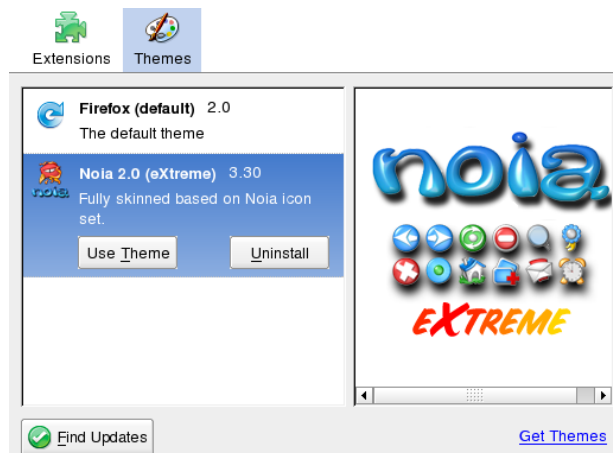 Extensions Themes
Firefox (default) 2.0
The default theme
Noia 2.0 (eXtreme) 3.30
Fully skinned based on Noia icon
set.
Use Theme Uninstall
noia
noia
eXTREME
Find Updates
Get Themes